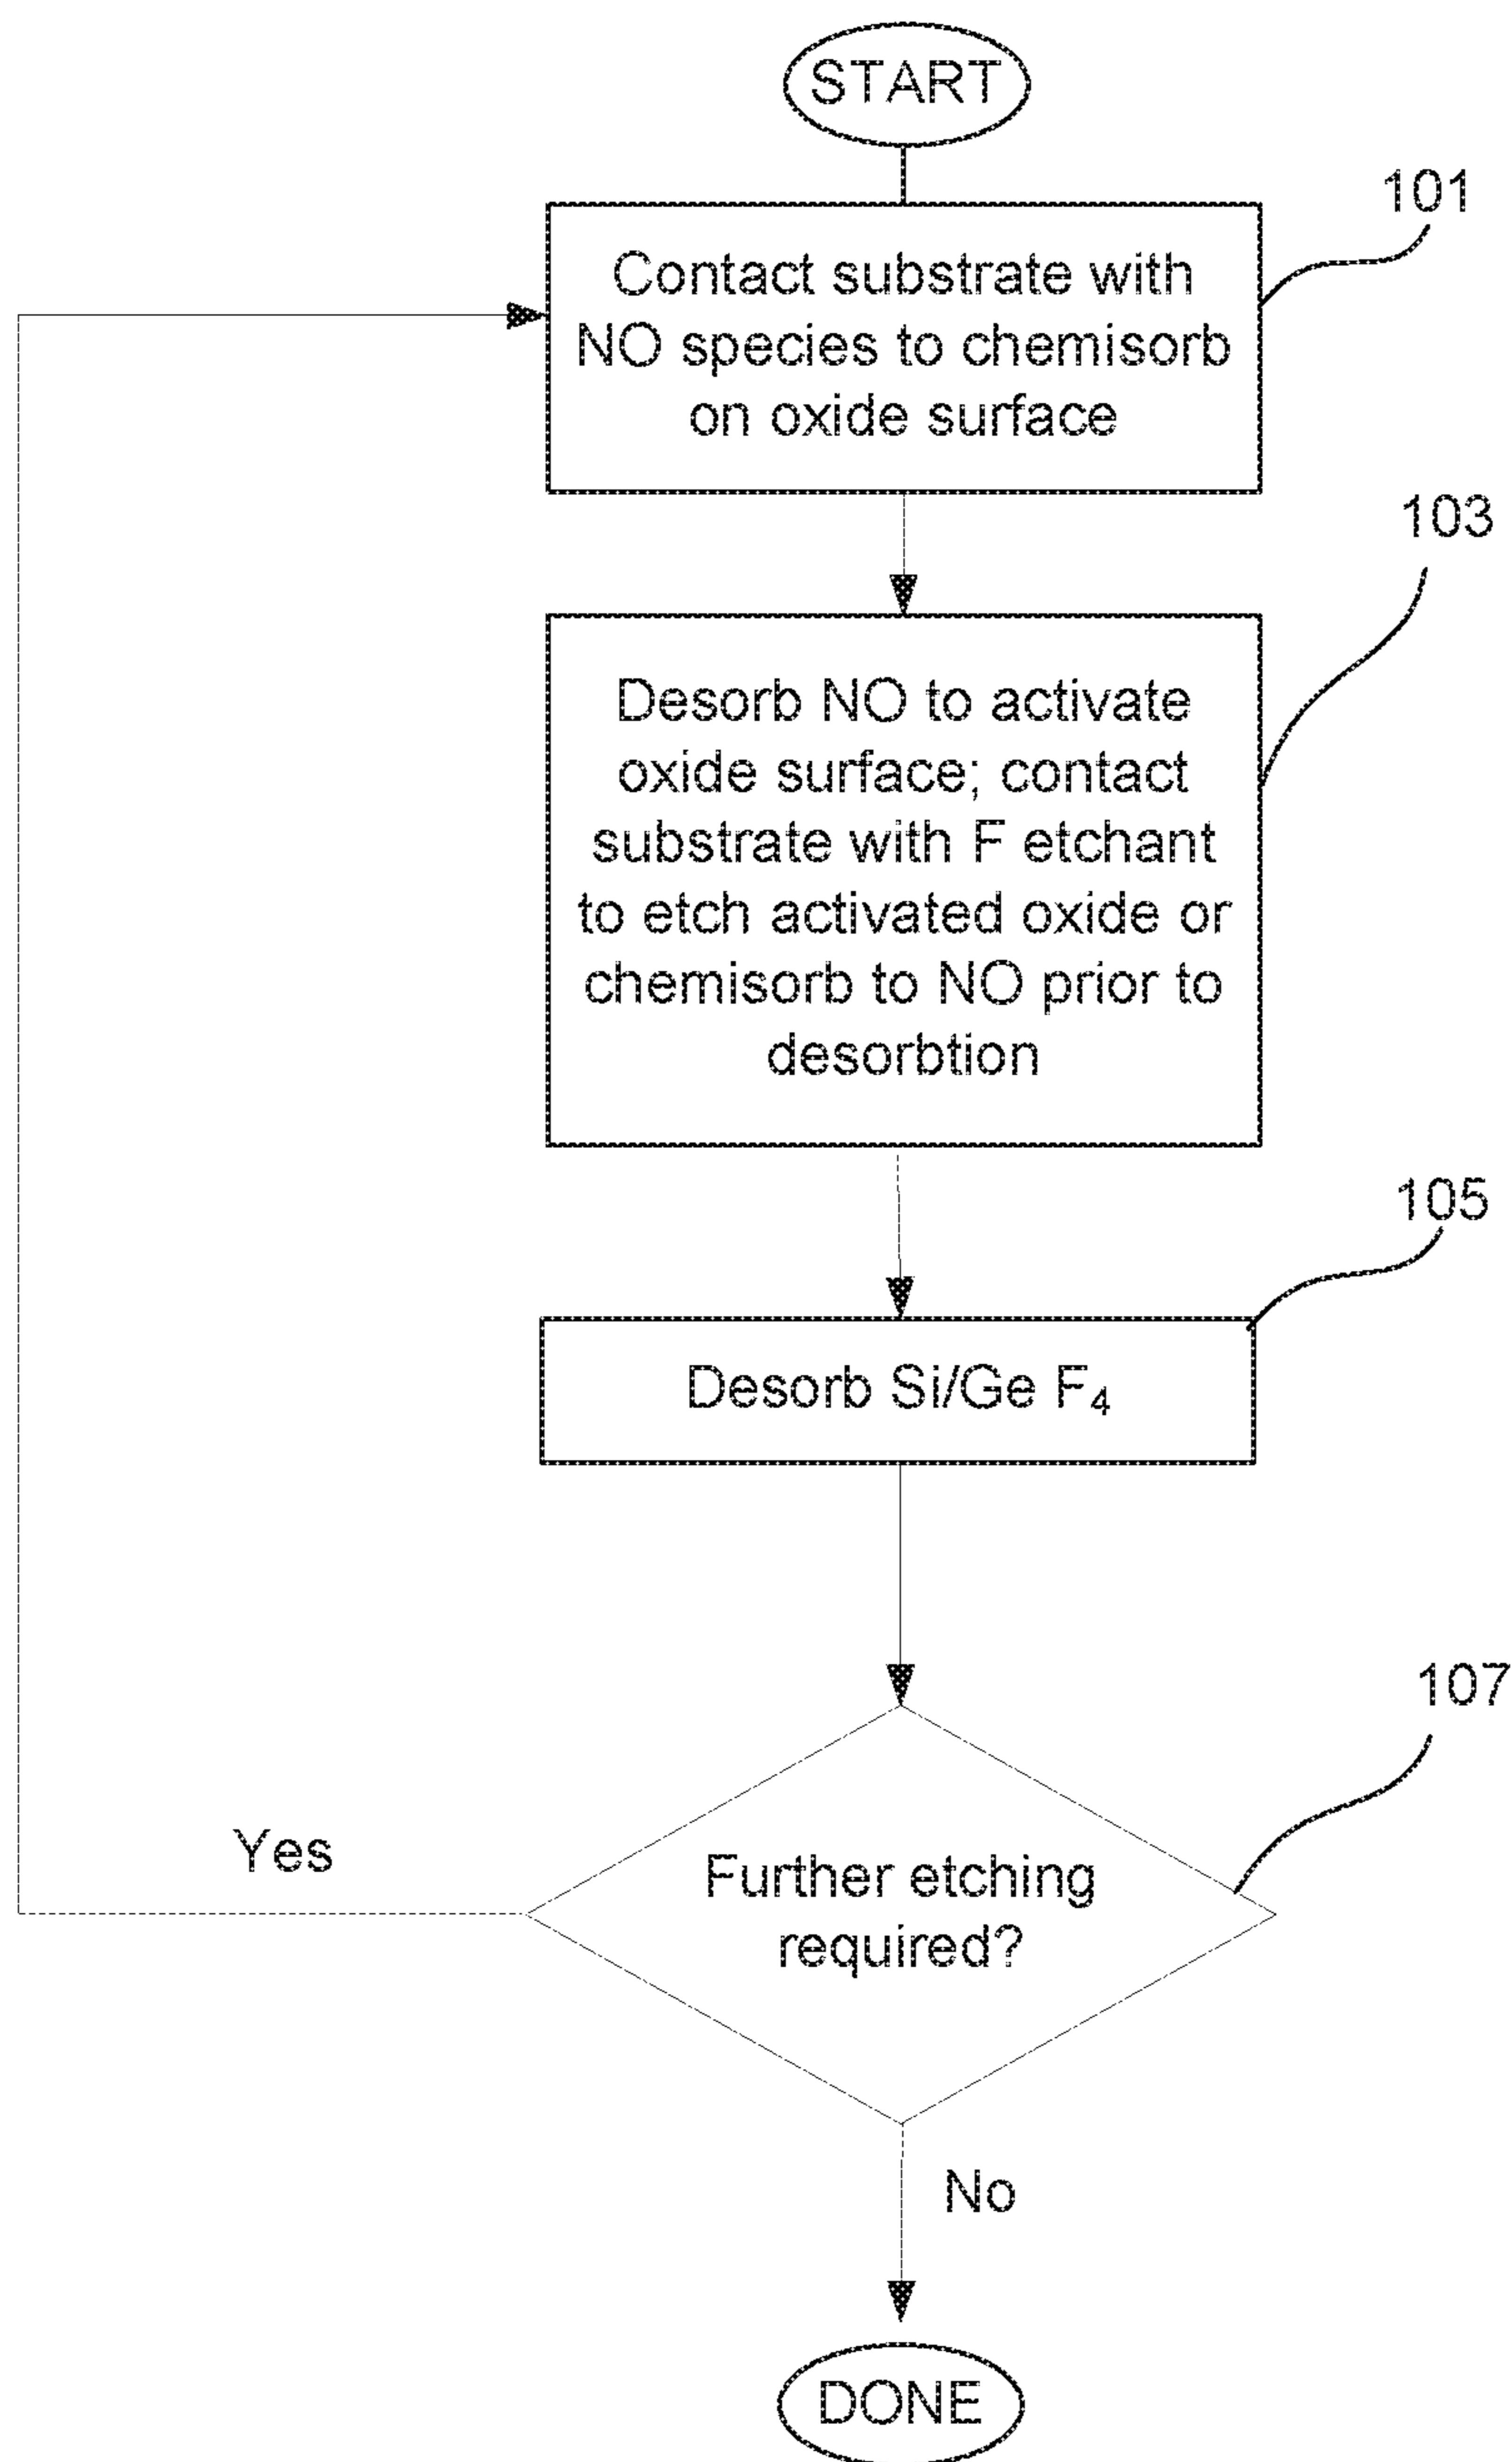 START
101
Contact substrate with
NO species to chemisorb
on oxide surface
103
Desorb NO to activate
oxide surface; contact
substrate with F etchant
to etch activated oxide or
chemisorb to NO prior to
desorbtion
105
Desorb Si/Ge F₄
107
Further etching
required?
Yes
No
DONE